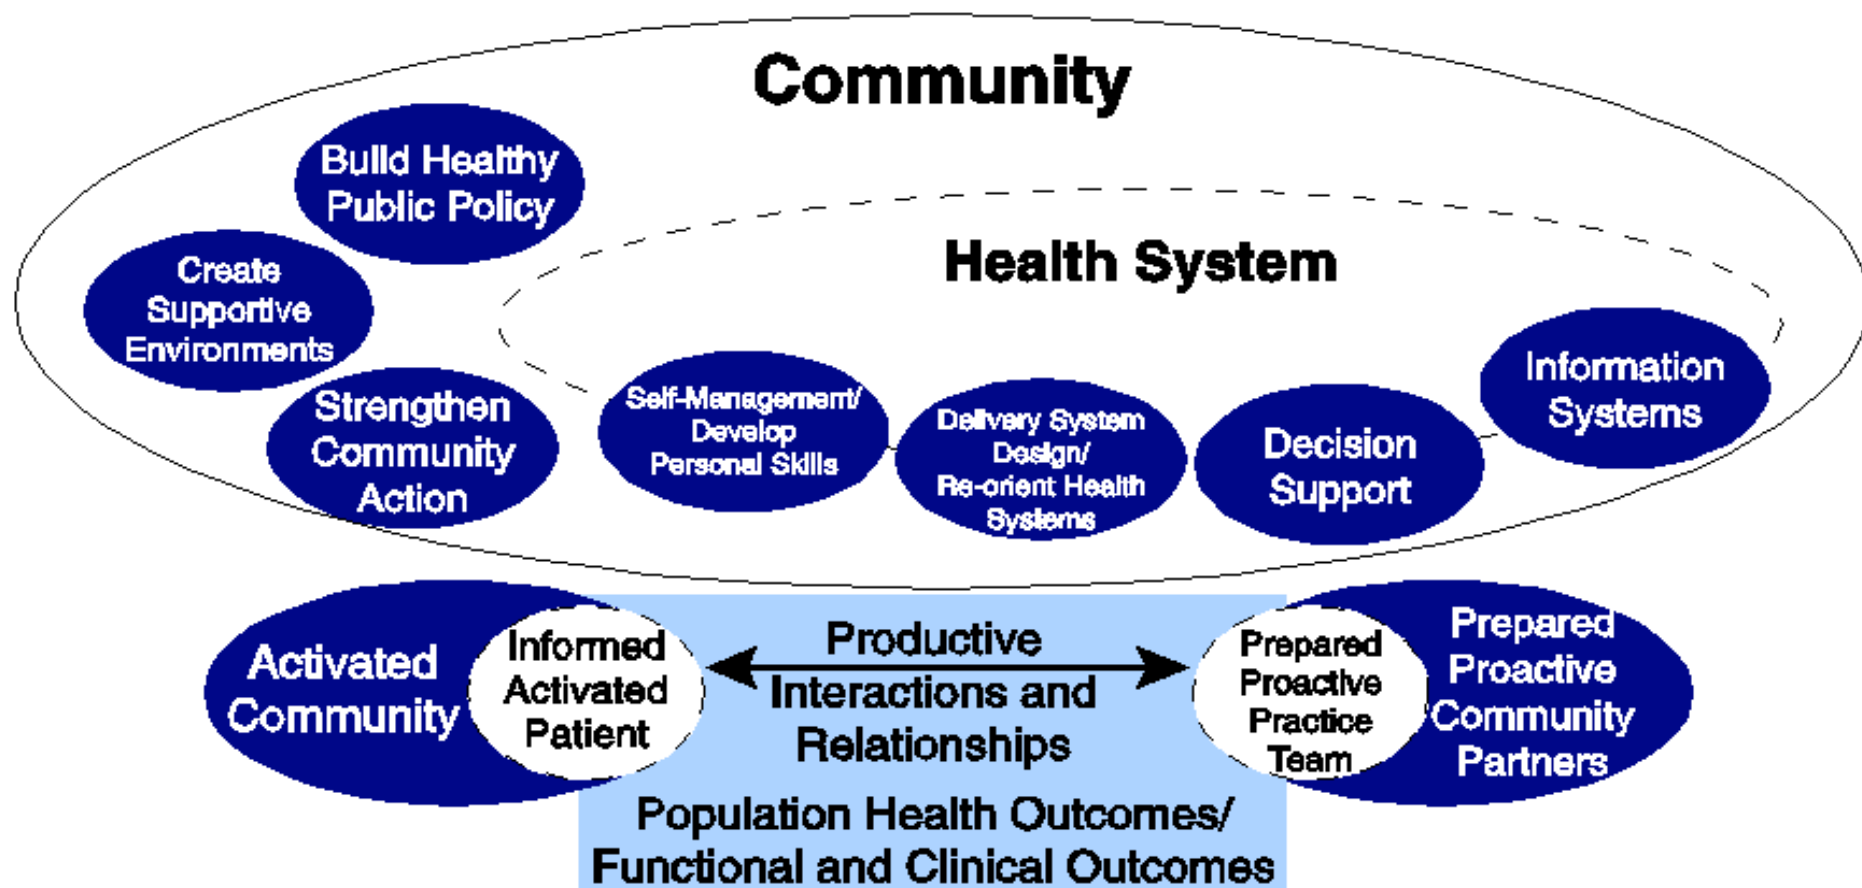 Community
Build Healthy
Public Policy
Health System
Create
Supportive
Environments
Strengthen
Community
Action
Self-Management/
Develop
Personal Skills
Delivery System
Design/
Re-orient Health
Systems
Decision
Support
Information
Systems
Activated
Community
Informed
Activated
Patient
Productive
Interactions and
Relationships
Prepared
Proactive
Practice
Team
Prepared
Proactive
Community
Partners
Population Health Outcomes/
Functional and Clinical Outcomes